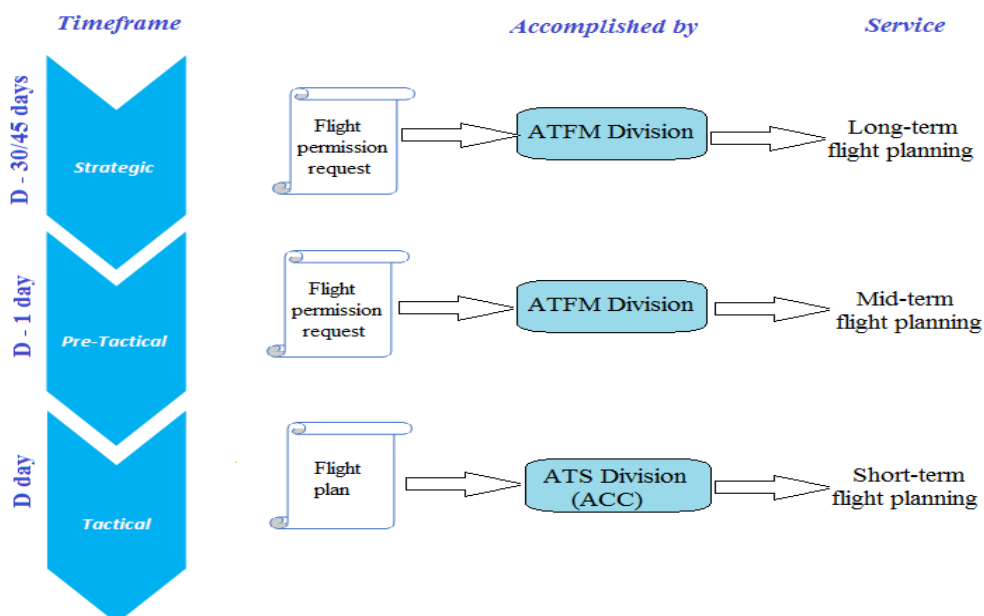 Timeframe
Accomplished by
Service
D - 30/45 days
Strategic
Flight
permission
request
ATFM Division
Long-term
flight planning
D - 1 day
Pre-Tactical
Flight
permission
request
ATFM Division
Mid-term
flight planning
D day
Tactical
Flight
plan
ATS Division
(ACC)
Short-term
flight planning